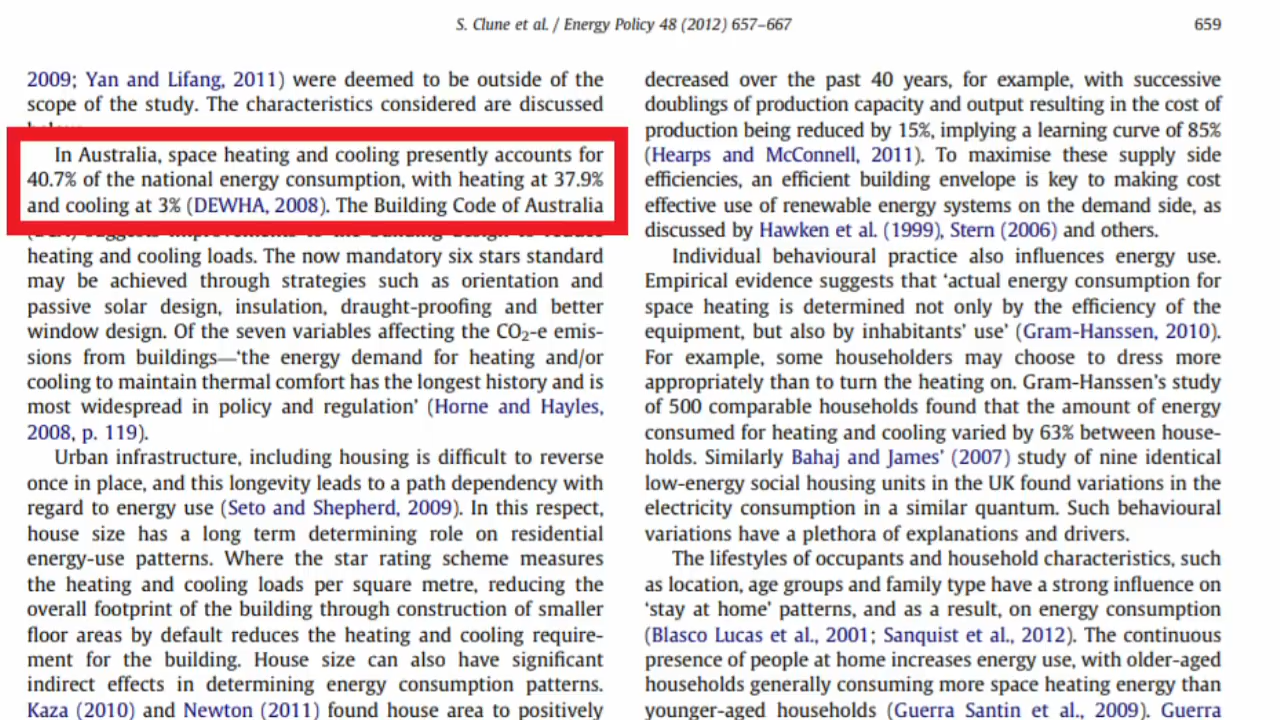 S. Clune et al. / Energy Policy 48 (2012) 657–667
659
2009; Yan and Lifang, 2011) were deemed to be outside of the
scope of the study. The characteristics considered are discussed
In Australia, space heating and cooling presently accounts for
40.7% of the national energy consumption, with heating at 37.9%
and cooling at 3% (DEWHA, 2008). The Building Code of Australia
heating and cooling loads. The now mandatory six stars standard
may be achieved through strategies such as orientation and
passive solar design, insulation, draught-proofing and better
window design. Of the seven variables affecting the CO₂-e emis-
sions from buildings—‘the energy demand for heating and/or
cooling to maintain thermal comfort has the longest history and is
most widespread in policy and regulation’ (Horne and Hayles,
2008, p. 119).
Urban infrastructure, including housing is difficult to reverse
once in place, and this longevity leads to a path dependency with
regard to energy use (Seto and Shepherd, 2009). In this respect,
house size has a long term determining role on residential
energy-use patterns. Where the star rating scheme measures
the heating and cooling loads per square metre, reducing the
overall footprint of the building through construction of smaller
floor areas by default reduces the heating and cooling require-
ment for the building. House size can also have significant
indirect effects in determining energy consumption patterns.
Kaza (2010) and Newton (2011) found house area to positively
decreased over the past 40 years, for example, with successive
doublings of production capacity and output resulting in the cost of
production being reduced by 15%, implying a learning curve of 85%
(Hearps and McConnell, 2011). To maximise these supply side
efficiencies, an efficient building envelope is key to making cost
effective use of renewable energy systems on the demand side, as
discussed by Hawken et al. (1999), Stern (2006) and others.
Individual behavioural practice also influences energy use.
Empirical evidence suggests that ‘actual energy consumption for
space heating is determined not only by the efficiency of the
equipment, but also by inhabitants’ use’ (Gram-Hanssen, 2010).
For example, some householders may choose to dress more
appropriately than to turn the heating on. Gram-Hanssen’s study
of 500 comparable households found that the amount of energy
consumed for heating and cooling varied by 63% between house-
holds. Similarly Bahaj and James’ (2007) study of nine identical
low-energy social housing units in the UK found variations in the
electricity consumption in a similar quantum. Such behavioural
variations have a plethora of explanations and drivers.
The lifestyles of occupants and household characteristics, such
as location, age groups and family type have a strong influence on
‘stay at home’ patterns, and as a result, on energy consumption
(Blasco Lucas et al., 2001; Sanquist et al., 2012). The continuous
presence of people at home increases energy use, with older-aged
households generally consuming more space heating energy than
younger-aged households (Guerra Santin et al., 2009). Guerra